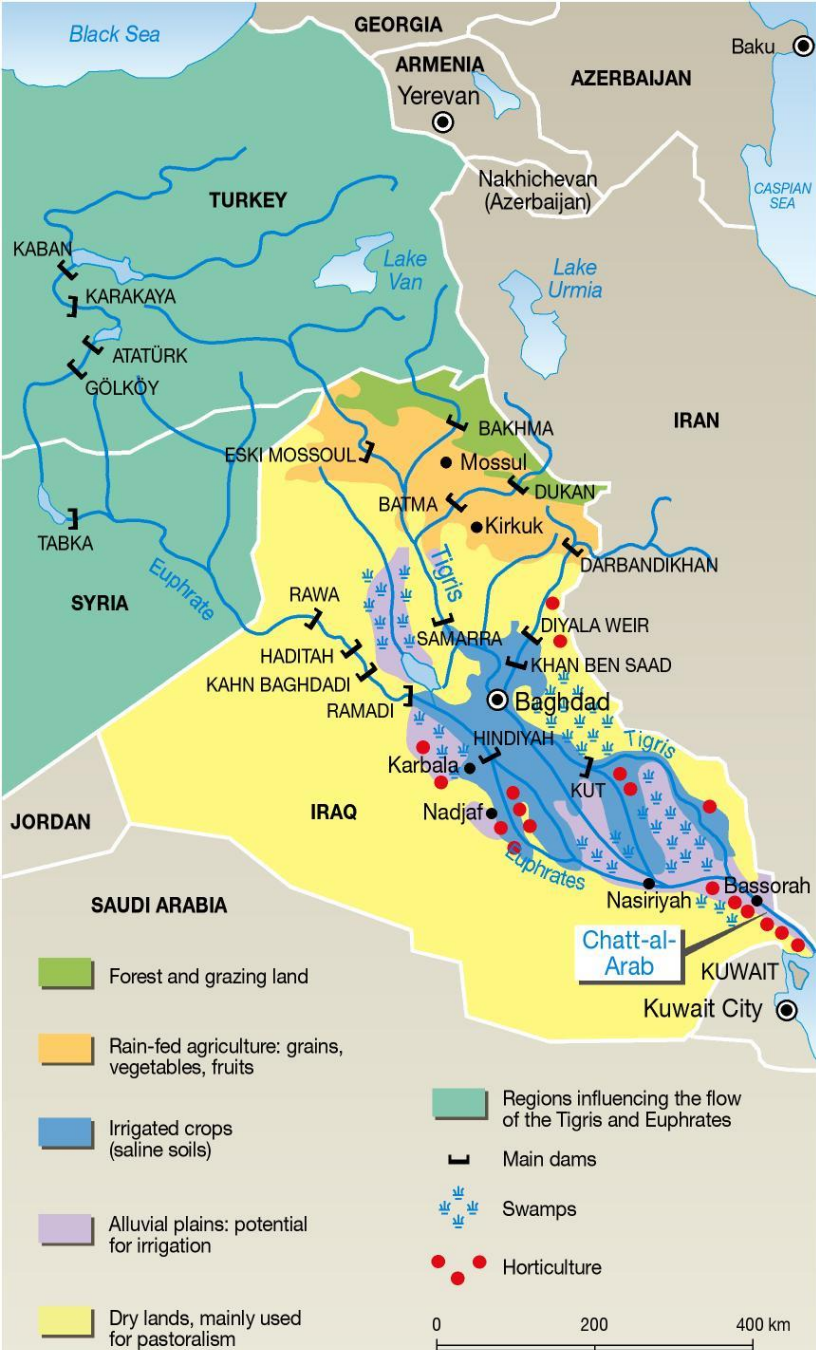 Black Sea
GEORGIA
Baku
ARMENIA
Yerevan
AZERBAIJAN
Nakhichevan
(Azerbaijan)
CASPIAN
SEA
TURKEY
KABAN
Lake
Van
Lake
Urmia
KARAKAYA
ATATÜRK
GÖLKÖY
IRAN
BAKHMA
ESKI MOSSOUL
Mossul
DUKAN
BATMA
Kirkuk
TABKA
DARBANDIKHAN
Euphrate
Tigris
SYRIA
RAWA
DIYALA WEIR
SAMARRA
HADITAH
KHAN BEN SAAD
KAHN BAGHDADI
RAMADI
Baghdad
HINDIYAH
Tigris
Karbala
KUT
JORDAN
IRAQ
Nadjaf
Euphrates
Nasiriyah
Bassorah
SAUDI ARABIA
Chatt-al-
Arab
KUWAIT
Kuwait City
Forest and grazing land
Rain-fed agriculture: grains,
vegetables, fruits
Irrigated crops
(saline soils)
Alluvial plains: potential
for irrigation
Dry lands, mainly used
for pastoralism
Regions influencing the flow
of the Tigris and Euphrates
Main dams
Swamps
Horticulture
0 200 400 km